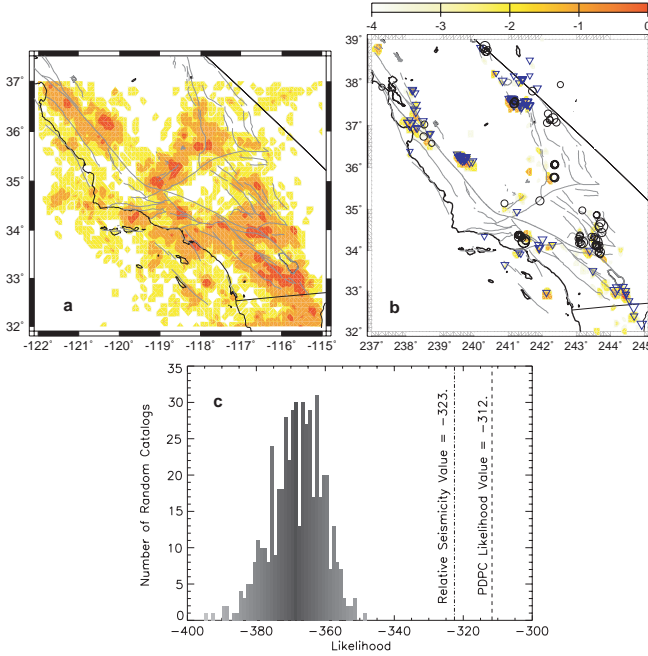 -4 -3 -2 -1 0
37°
36°
35°
34°
33°
32°
a
-122° -121° -120° -119° -118° -117° -116° -115°
39°
38°
37°
36°
35°
34°
33°
32°
b
237° 238° 239° 240° 241° 242° 243° 244° 245°
c
Number of Random Catalogs
35
30
25
20
15
10
5
0
Relative Seismicity Value = -323.
PDPC Likelihood Value = -312.
-400 -380 -360 -340 -320 -300
Likelihood